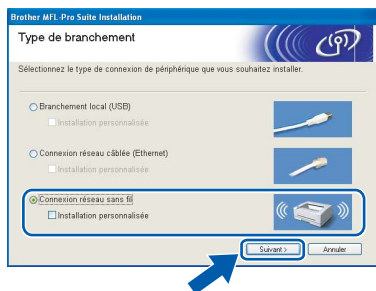 Brother MFL-Pro Suite Installation
Type de branchement
Sélectionnez le type de connexion de périphérique que vous souhaitez installer.
Branchement local (USB)
Installation personnalisée
Connexion réseau câblée (Ethernet)
Installation personnalisée
Connexion réseau sans fil
Installation personnalisée
Suivant >
Annuler